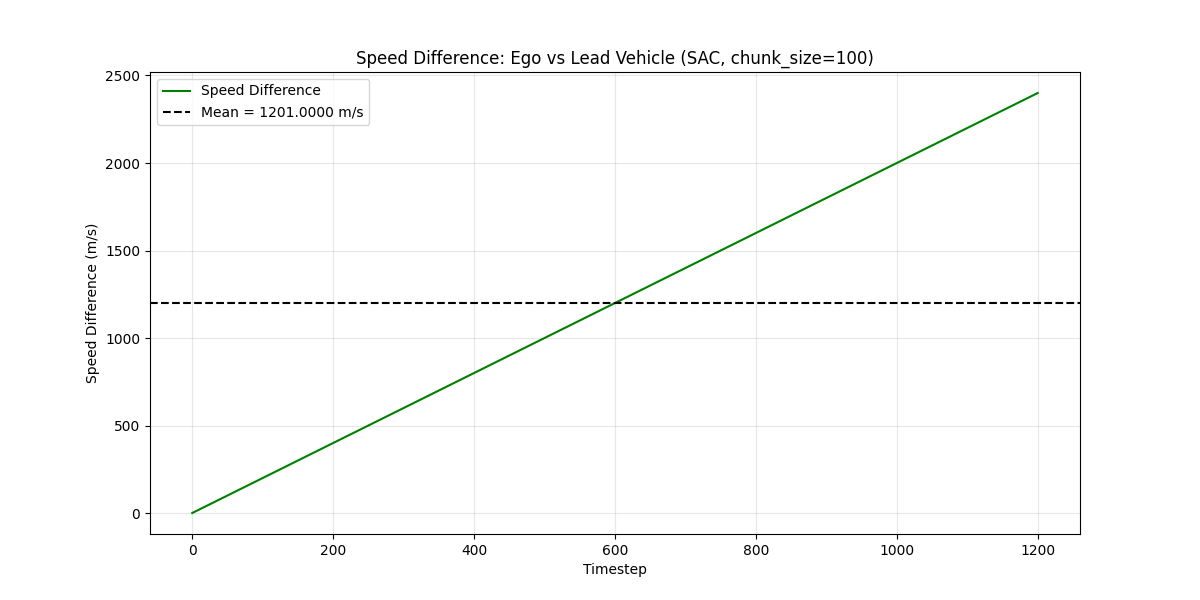 Speed Difference: Ego vs Lead Vehicle (SAC, chunk_size=100)
Speed Difference
Mean = 1201.0000 m/s
Speed Difference (m/s)
2500
2000
1500
1000
500
0
0 200 400 600 800 1000 1200
Timestep